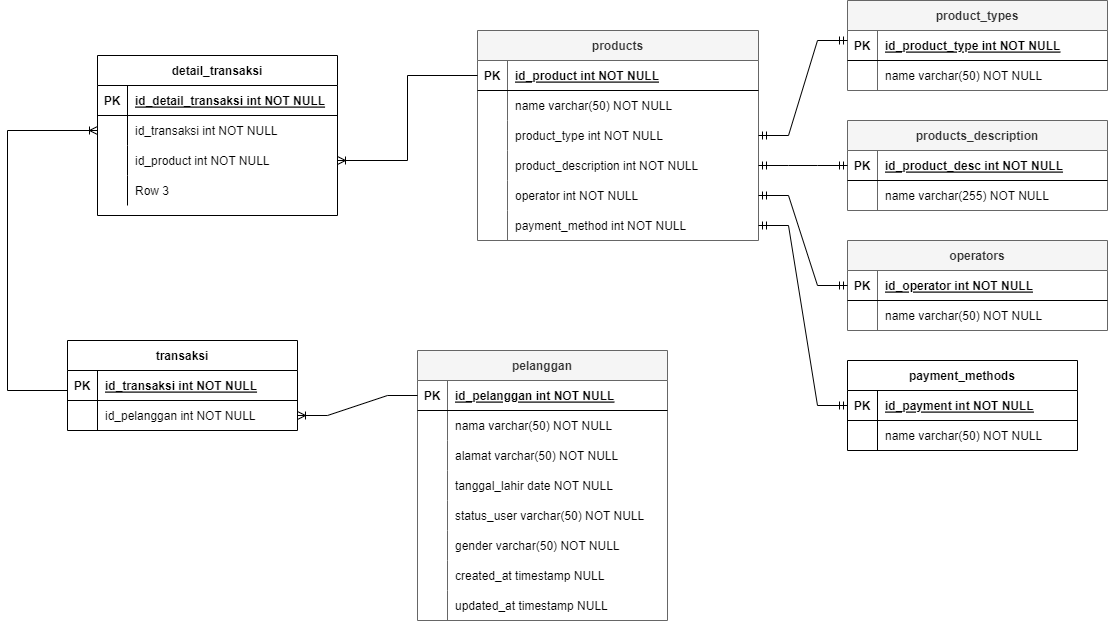 detail_transaksi
PK id_detail_transaksi int NOT NULL
id_transaksi int NOT NULL
id_product int NOT NULL
Row 3
products
PK id_product int NOT NULL
name varchar(50) NOT NULL
product_type int NOT NULL
product_description int NOT NULL
operator int NOT NULL
payment_method int NOT NULL
product_types
PK id_product_type int NOT NULL
name varchar(50) NOT NULL
products_description
PK id_product_desc int NOT NULL
name varchar(255) NOT NULL
operators
PK id_operator int NOT NULL
name varchar(50) NOT NULL
payment_methods
PK id_payment int NOT NULL
name varchar(50) NOT NULL
transaksi
PK id_transaksi int NOT NULL
id_pelanggan int NOT NULL
pelanggan
PK id_pelanggan int NOT NULL
nama varchar(50) NOT NULL
alamat varchar(50) NOT NULL
tanggal_lahir date NOT NULL
status_user varchar(50) NOT NULL
gender varchar(50) NOT NULL
created_at timestamp NULL
updated_at timestamp NULL